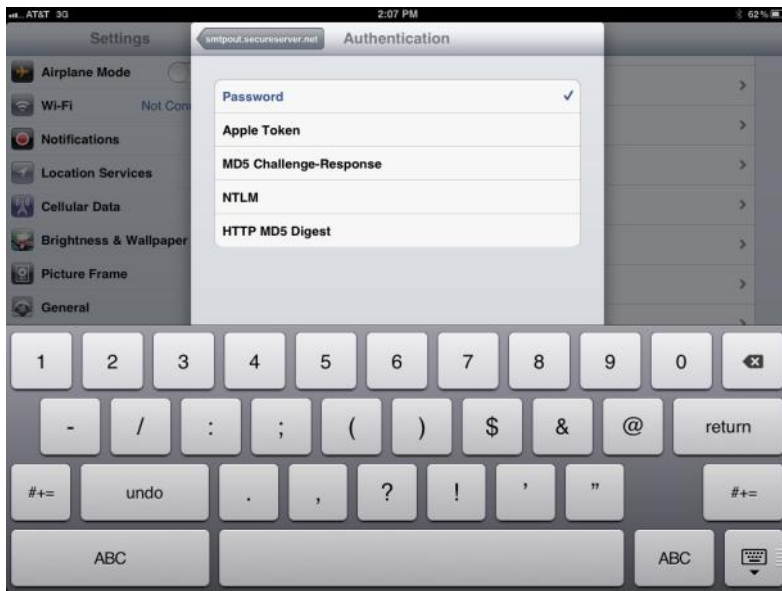 AT&T 3G 2:07 PM 62%
Settings
smtpout.secureserver.net
Authentication
Airplane Mode
Wi-Fi Not Con
Notifications
Location Services
Cellular Data
Brightness & Wallpaper
Picture Frame
General
Password
Apple Token
MD5 Challenge-Response
NTLM
HTTP MD5 Digest
1 2 3 4 5 6 7 8 9 0
- / : ; ( ) $ & @ return
#+= undo . , ? ! ' " #+=
ABC ABC